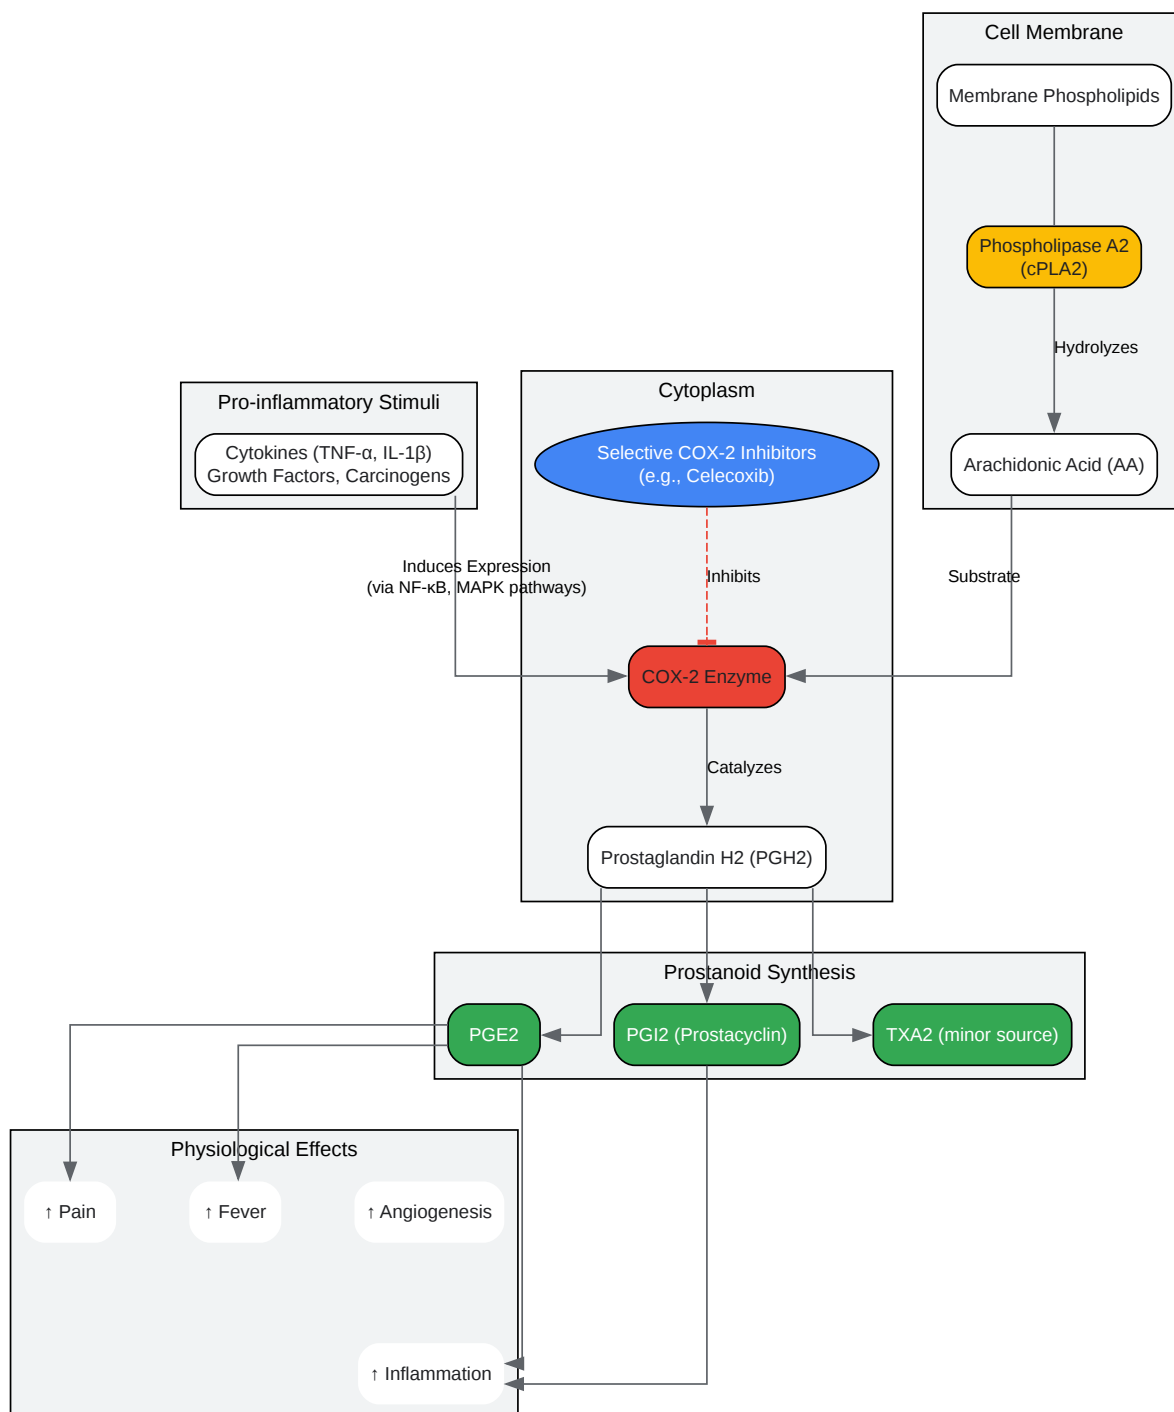 Cell Membrane
Membrane Phospholipids
Phospholipase A2
(cPLA2)
Hydrolyzes
Arachidonic Acid (AA)
Substrate
Pro-inflammatory Stimuli
Cytokines (TNF-α, IL-1β)
Growth Factors, Carcinogens
Induces Expression
(via NF-κB, MAPK pathways)
Cytoplasm
Selective COX-2 Inhibitors
(e.g., Celecoxib)
Inhibits
COX-2 Enzyme
Catalyzes
Prostaglandin H2 (PGH2)
Prostanoid Synthesis
PGE2
PGI2 (Prostacyclin)
TXA2 (minor source)
Physiological Effects
↑ Pain
↑ Fever
↑ Angiogenesis
↑ Inflammation